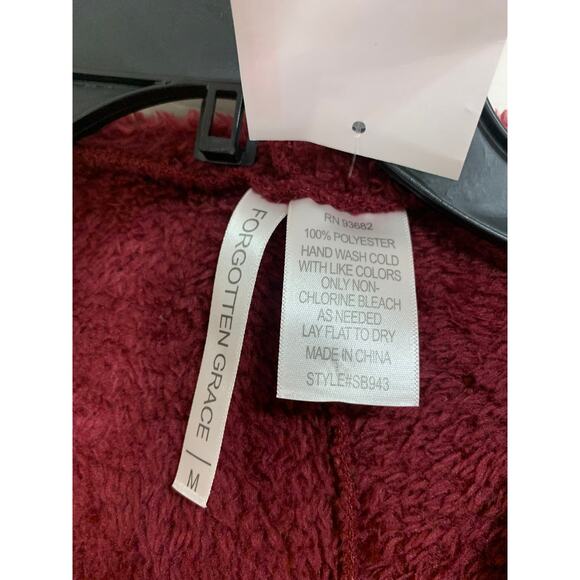 FORGOTTEN GRACE | M
RN 93682
100% POLYESTER
HAND WASH COLD
WITH LIKE COLORS
ONLY NON-
CHLORINE BLEACH
AS NEEDED
LAY FLAT TO DRY
MADE IN CHINA
STYLE#SB943